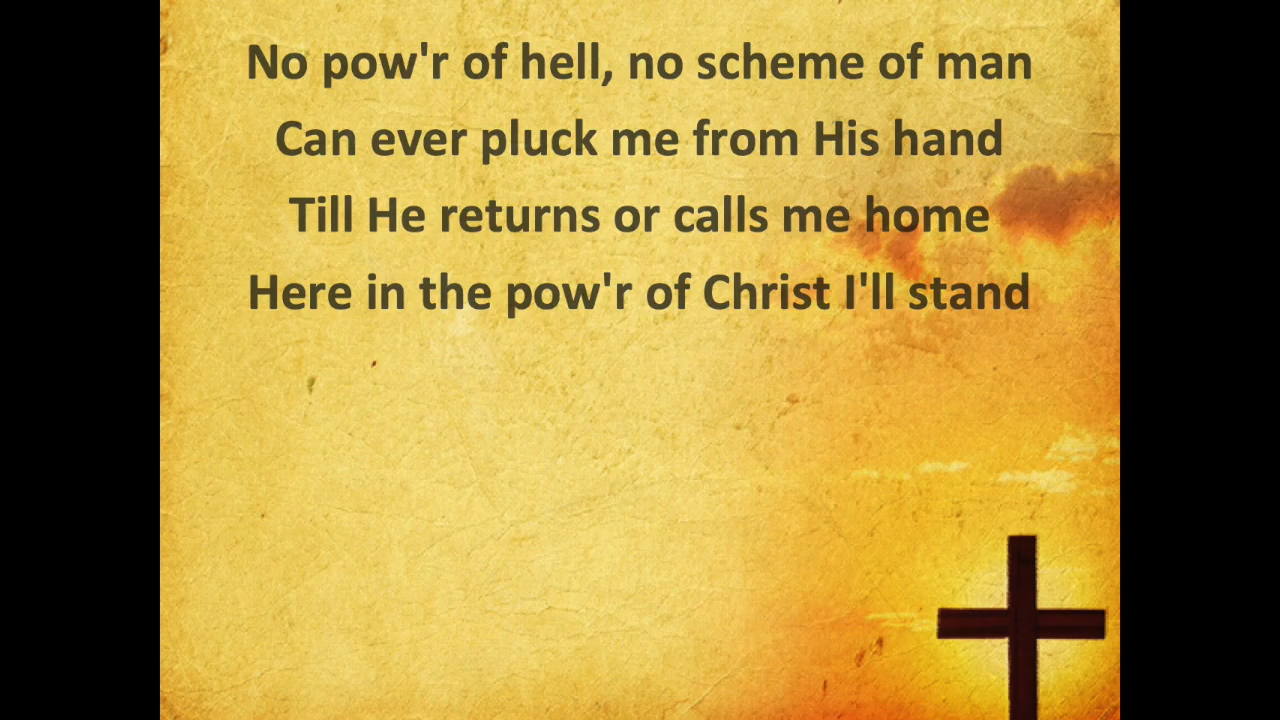 No pow'r of hell, no scheme of man
Can ever pluck me from His hand
Till He returns or calls me home
Here in the pow'r of Christ I'll stand